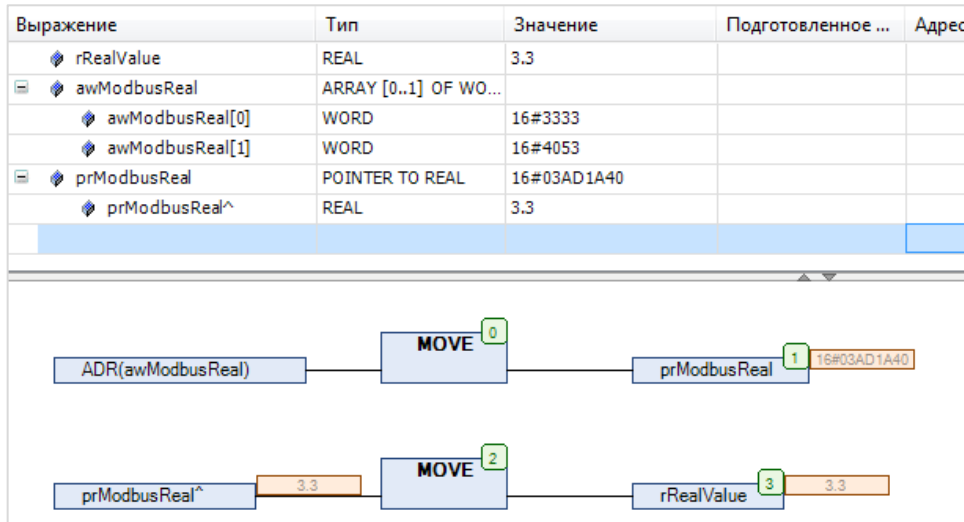 Выражение Тип Значение Подготовленное ... Адрес
rRealValue REAL 3.3
awModbusReal ARRAY [0..1] OF WO...
awModbusReal[0] WORD 16#3333
awModbusReal[1] WORD 16#4053
prModbusReal POINTER TO REAL 16#03AD1A40
prModbusReal^ REAL 3.3
MOVE 0
ADR(awModbusReal) prModbusReal 1 16#03AD1A40
MOVE 2
prModbusReal^ 3.3 rRealValue 3 3.3